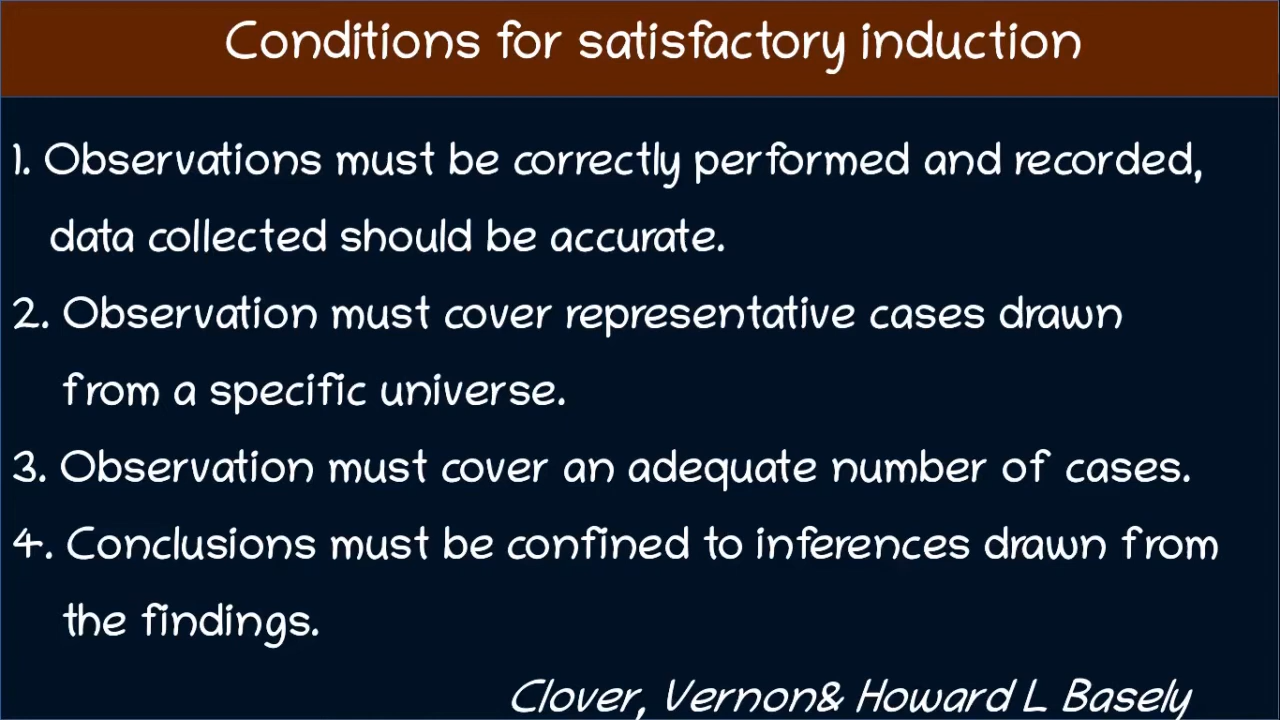 Conditions for satisfactory induction
1. Observations must be correctly performed and recorded,
data collected should be accurate.
2. Observation must cover representative cases drawn
from a specific universe.
3. Observation must cover an adequate number of cases.
4. Conclusions must be confined to inferences drawn from
the findings.
Clover, Vernon& Howard L Basely